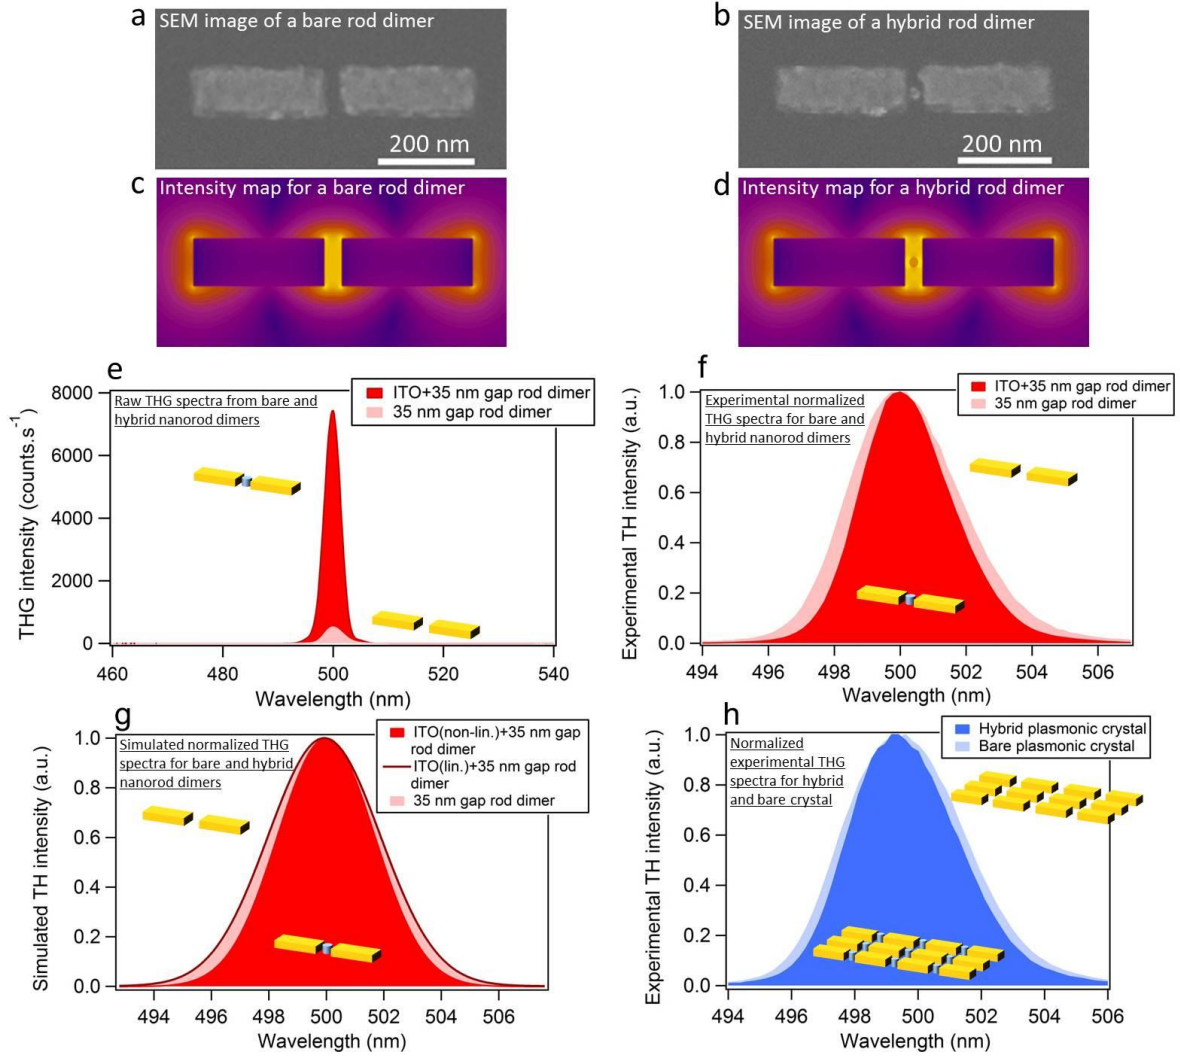 a
SEM image of a bare rod dimer
200 nm
b
SEM image of a hybrid rod dimer
200 nm
c
Intensity map for a bare rod dimer
d
Intensity map for a hybrid rod dimer
e
Raw THG spectra from bare and
hybrid nanorod dimers
ITO+35 nm gap rod dimer
35 nm gap rod dimer
THG intensity (counts.s⁻¹)
8000
6000
4000
2000
0
460
480
500
520
540
Wavelength (nm)
f
Experimental normalized
THG spectra for bare and
hybrid nanorod dimers
ITO+35 nm gap rod dimer
35 nm gap rod dimer
Experimental TH intensity (a.u.)
1.0
0.8
0.6
0.4
0.2
0.0
494
496
498
500
502
504
506
Wavelength (nm)
g
Simulated normalized THG
spectra for bare and hybrid
nanorod dimers
ITO(non-lin.)+35 nm gap
rod dimer
ITO(lin.)+35 nm gap rod
dimer
35 nm gap rod dimer
Simulated TH intensity (a.u.)
1.0
0.8
0.6
0.4
0.2
0.0
494
496
498
500
502
504
506
Wavelength (nm)
h
Normalized
experimental THG
spectra for hybrid
and bare crystal
Hybrid plasmonic crystal
Bare plasmonic crystal
Experimental TH intensity (a.u.)
1.0
0.8
0.6
0.4
0.2
0.0
494
496
498
500
502
504
506
Wavelength (nm)